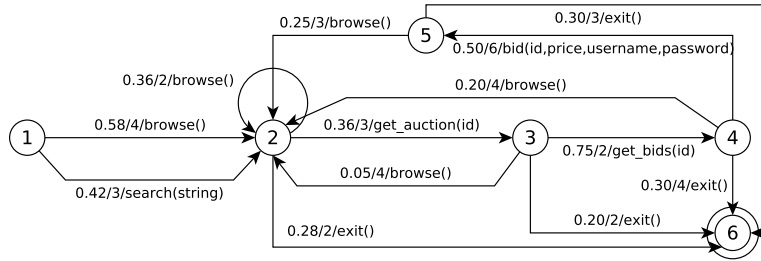 0.30/3/exit()
0.25/3/browse()
5
0.50/6/bid(id,price,username,password)
0.36/2/browse()
0.20/4/browse()
0.58/4/browse()
0.36/3/get_auction(id)
1
2
3
4
0.75/2/get_bids(id)
0.05/4/browse()
0.42/3/search(string)
0.30/4/exit()
0.20/2/exit()
0.28/2/exit()
6